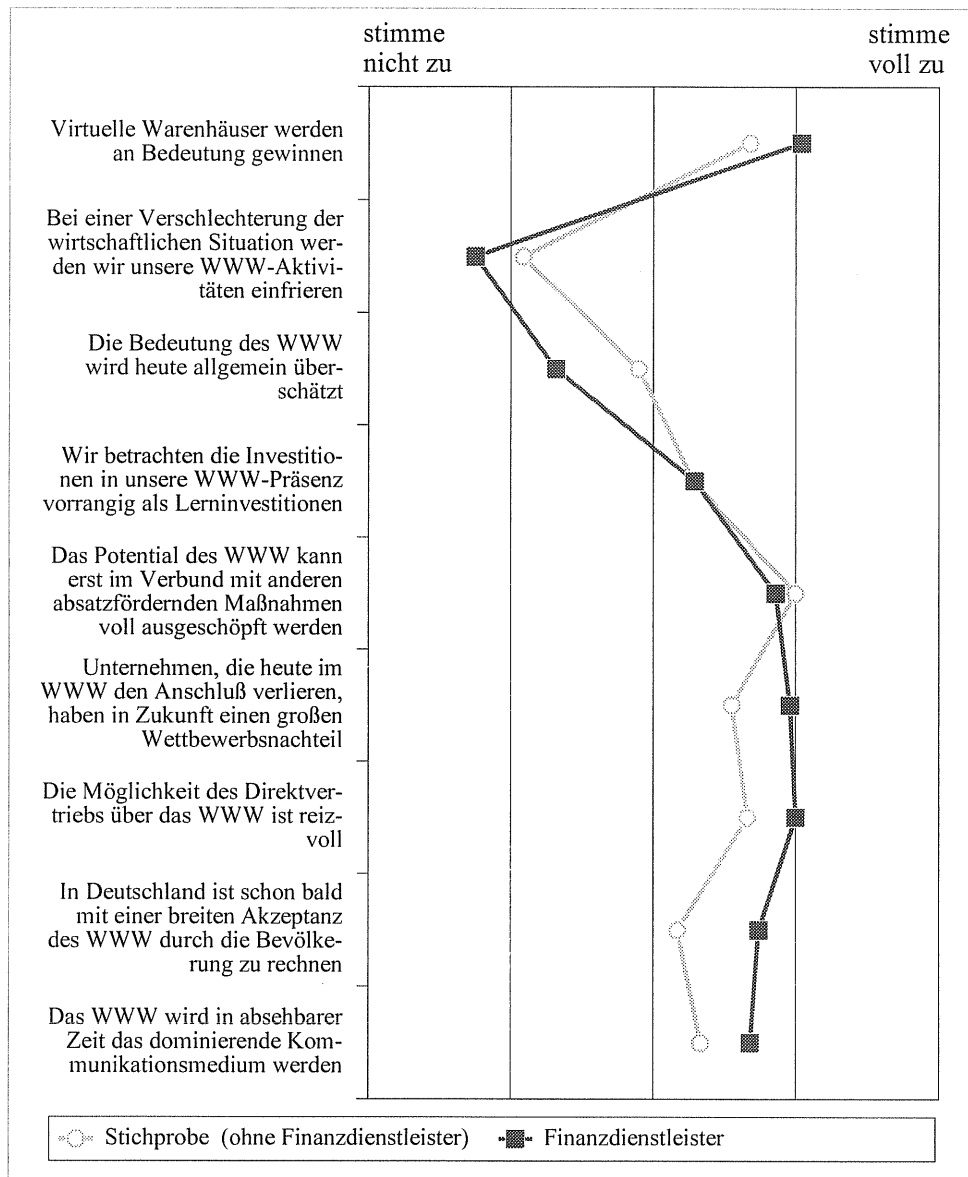 stimme
nicht zu
stimme
voll zu
Virtuelle Warenhäuser werden
an Bedeutung gewinnen
Bei einer Verschlechterung der
wirtschaftlichen Situation wer-
den wir unsere WWW-Aktivi-
täten einfrieren
Die Bedeutung des WWW
wird heute allgemein über-
schätzt
Wir betrachten die Investitio-
nen in unsere WWW-Präsenz
vorrangig als Lerninvestitionen
Das Potential des WWW kann
erst im Verbund mit anderen
absatzfördernden Maßnahmen
voll ausgeschöpft werden
Unternehmen, die heute im
WWW den Anschluß verlieren,
haben in Zukunft einen großen
Wettbewerbsnachteil
Die Möglichkeit des Direktver-
triebs über das WWW ist reiz-
voll
In Deutschland ist schon bald
mit einer breiten Akzeptanz
des WWW durch die Bevölke-
rung zu rechnen
Das WWW wird in absehbarer
Zeit das dominierende Kom-
munikationsmedium werden
Stichprobe (ohne Finanzdienstleister)
Finanzdienstleister